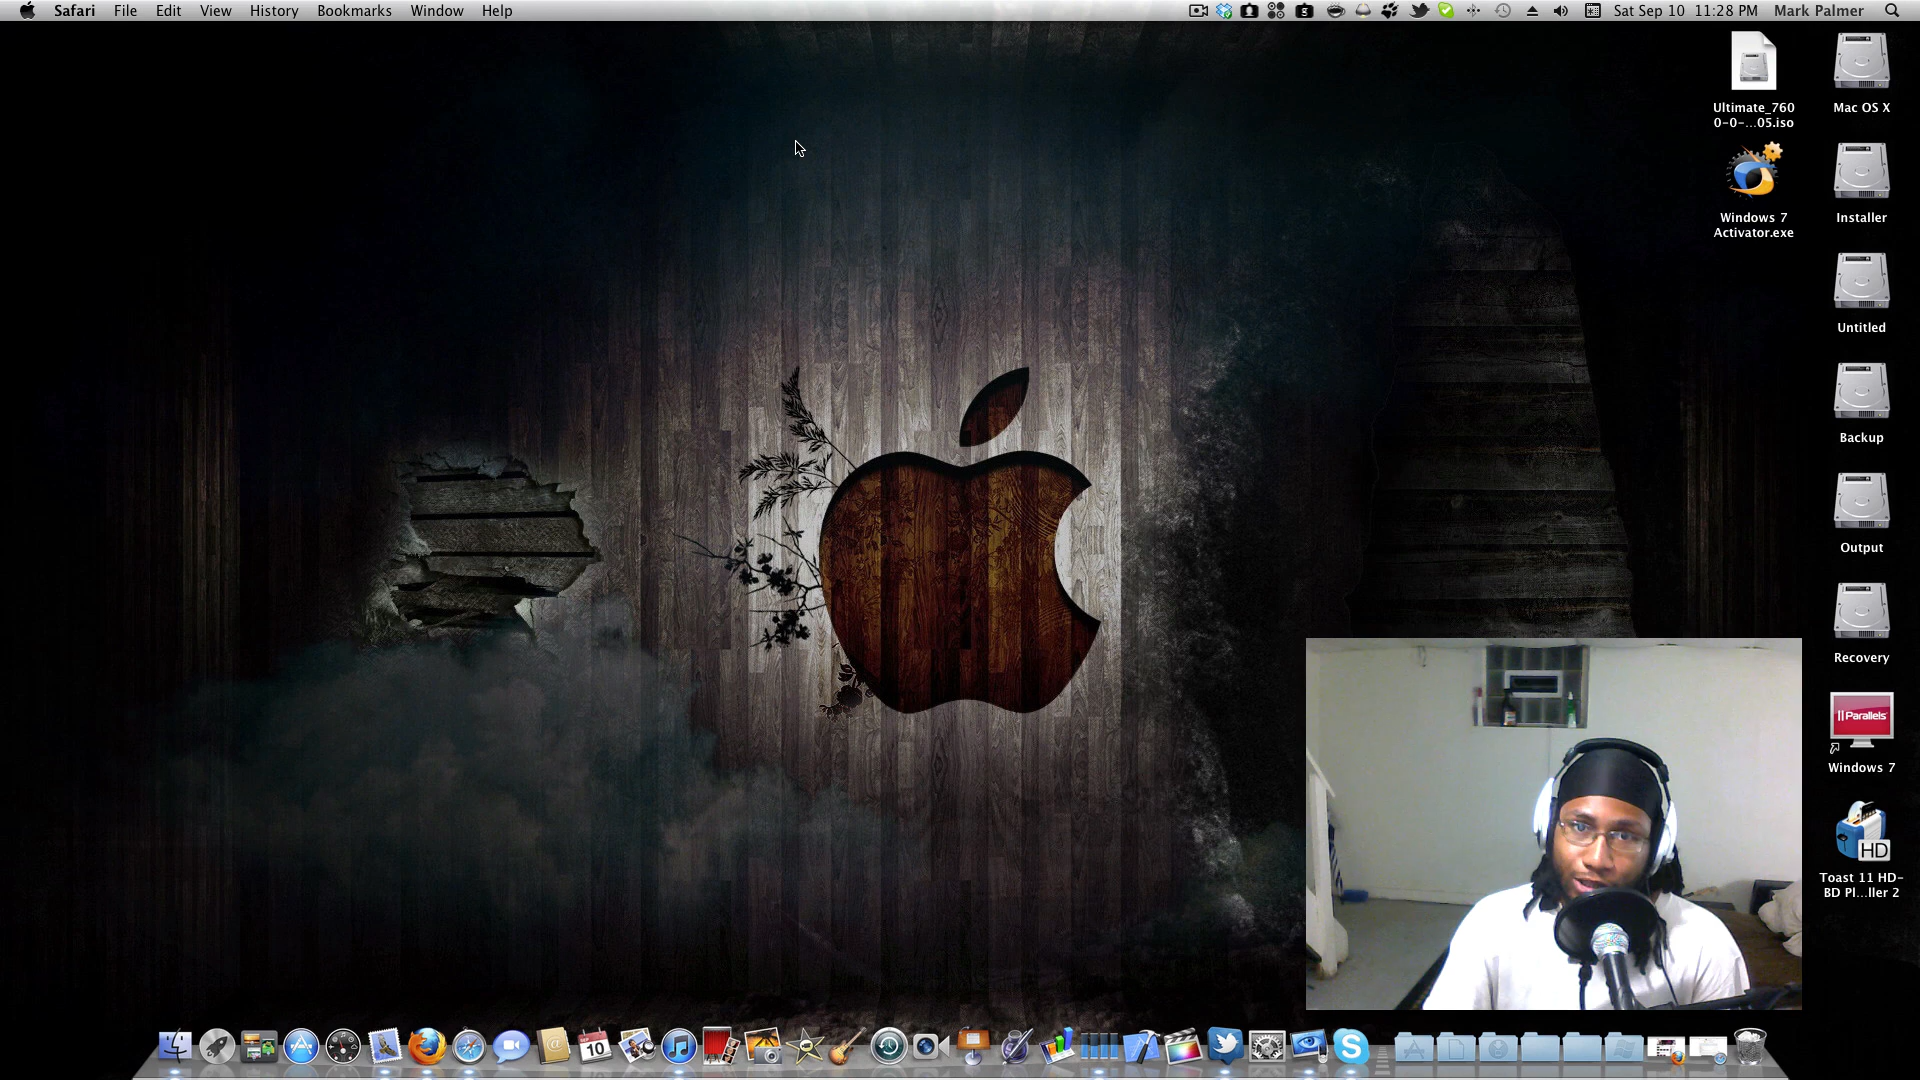 Safari File Edit View History Bookmarks Window Help
Sat Sep 10 11:28 PM Mark Palmer
Ultimate_760
0-0-...05.iso
Mac OS X
Windows 7
Activator.exe
Installer
Untitled
Backup
Output
Recovery
Parallels
Windows 7
HD
Toast 11 HD-
BD Pl...ller 2
10